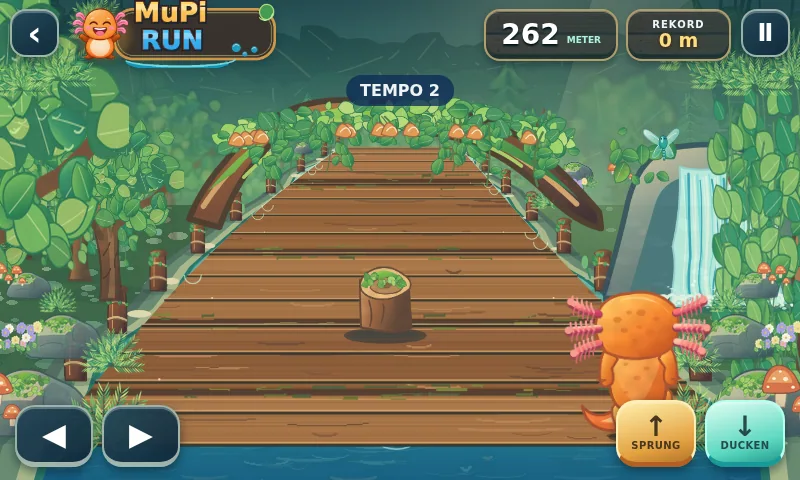 MuPi
RUN
262 METER
REKORD
0 m
TEMPO 2
SPRUNG
DUCKEN